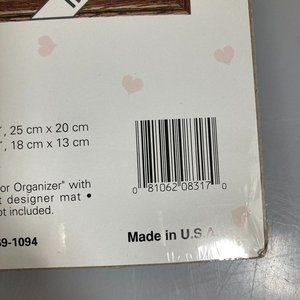 , 25 cm x 20 cm
, 18 cm x 13 cm
or Organizer" with
designer mat •
ot included.
0 81062 08317 0
69-1094
Made in U.S.A.